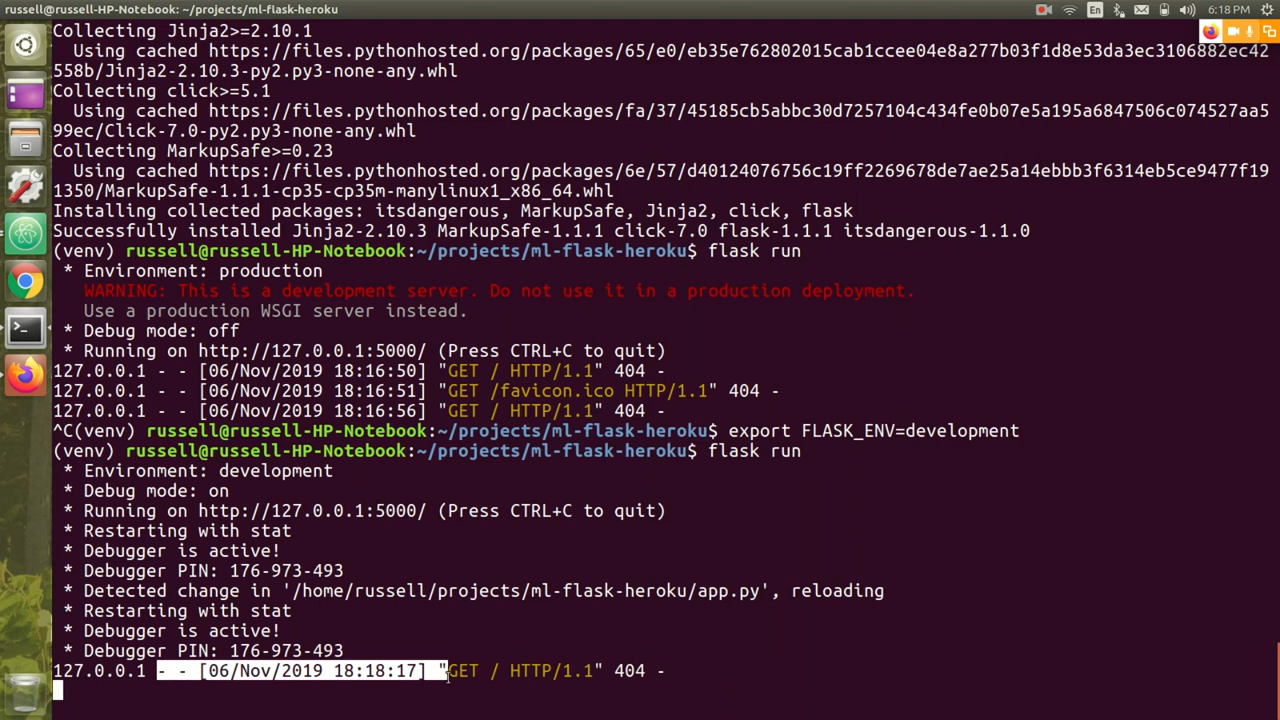 russell@russell-HP-Notebook: ~/projects/ml-flask-heroku
En
6:18 PM
Collecting Jinja2>=2.10.1
Using cached https://files.pythonhosted.org/packages/65/e0/eb35e762802015cab1ccee04e8a277b03f1d8e53da3ec3106882ec42
558b/Jinja2-2.10.3-py2.py3-none-any.whl
Collecting click>=5.1
Using cached https://files.pythonhosted.org/packages/fa/37/45185cb5abbc30d7257104c434fe0b07e5a195a6847506c074527aa5
99ec/Click-7.0-py2.py3-none-any.whl
Collecting MarkupSafe>=0.23
Using cached https://files.pythonhosted.org/packages/6e/57/d40124076756c19ff2269678de7ae25a14ebbb3f6314eb5ce9477f19
1350/MarkupSafe-1.1.1-cp35-cp35m-manylinux1_x86_64.whl
Installing collected packages: itsdangerous, MarkupSafe, Jinja2, click, flask
Successfully installed Jinja2-2.10.3 MarkupSafe-1.1.1 click-7.0 flask-1.1.1 itsdangerous-1.1.0
(venv) russell@russell-HP-Notebook:~/projects/ml-flask-heroku$ flask run
* Environment: production
WARNING: This is a development server. Do not use it in a production deployment.
Use a production WSGI server instead.
* Debug mode: off
* Running on http://127.0.0.1:5000/ (Press CTRL+C to quit)
127.0.0.1 - - [06/Nov/2019 18:16:50] "GET / HTTP/1.1" 404 -
127.0.0.1 - - [06/Nov/2019 18:16:51] "GET /favicon.ico HTTP/1.1" 404 -
127.0.0.1 - - [06/Nov/2019 18:16:56] "GET / HTTP/1.1" 404 -
^C(venv) russell@russell-HP-Notebook:~/projects/ml-flask-heroku$ export FLASK_ENV=development
(venv) russell@russell-HP-Notebook:~/projects/ml-flask-heroku$ flask run
* Environment: development
* Debug mode: on
* Running on http://127.0.0.1:5000/ (Press CTRL+C to quit)
* Restarting with stat
* Debugger is active!
* Debugger PIN: 176-973-493
* Detected change in '/home/russell/projects/ml-flask-heroku/app.py', reloading
* Restarting with stat
* Debugger is active!
* Debugger PIN: 176-973-493
127.0.0.1 - - [06/Nov/2019 18:18:17] "GET / HTTP/1.1" 404 -